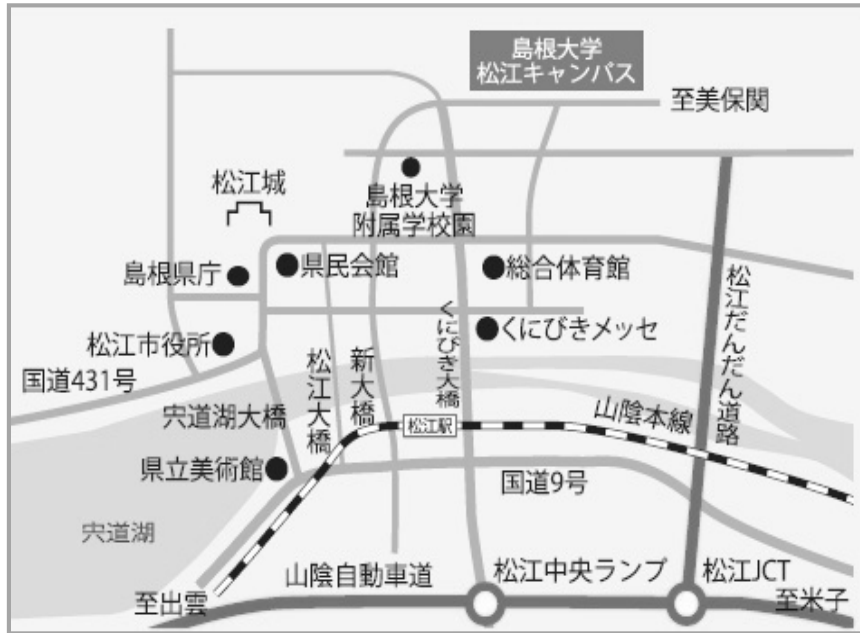 島根大学
松江キャンパス
至美保関
松江城
島根大学
附属学校園
県民会館
総合体育館
島根県庁
くにびきメッセ
松江市役所
国道431号
くにびき大橋
松江だんだん道路
松江大橋
新大橋
宍道湖大橋
松江駅
山陰本線
県立美術館
国道9号
宍道湖
山陰自動車道
松江中央ランプ
松江JCT
至出雲
至米子